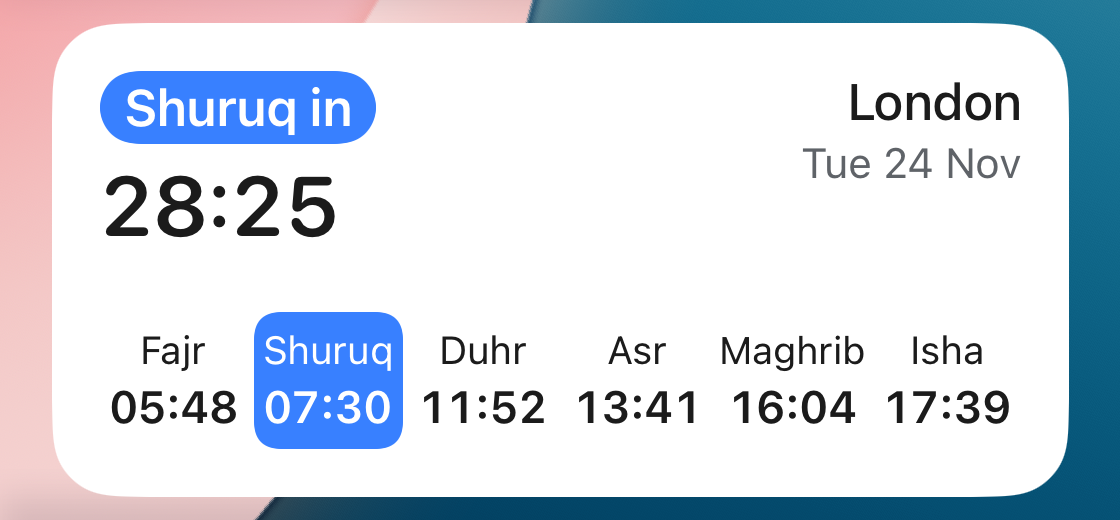 Shuruq in
28:25
London
Tue 24 Nov
Fajr Shuruq Duhr Asr Maghrib Isha
05:48 07:30 11:52 13:41 16:04 17:39